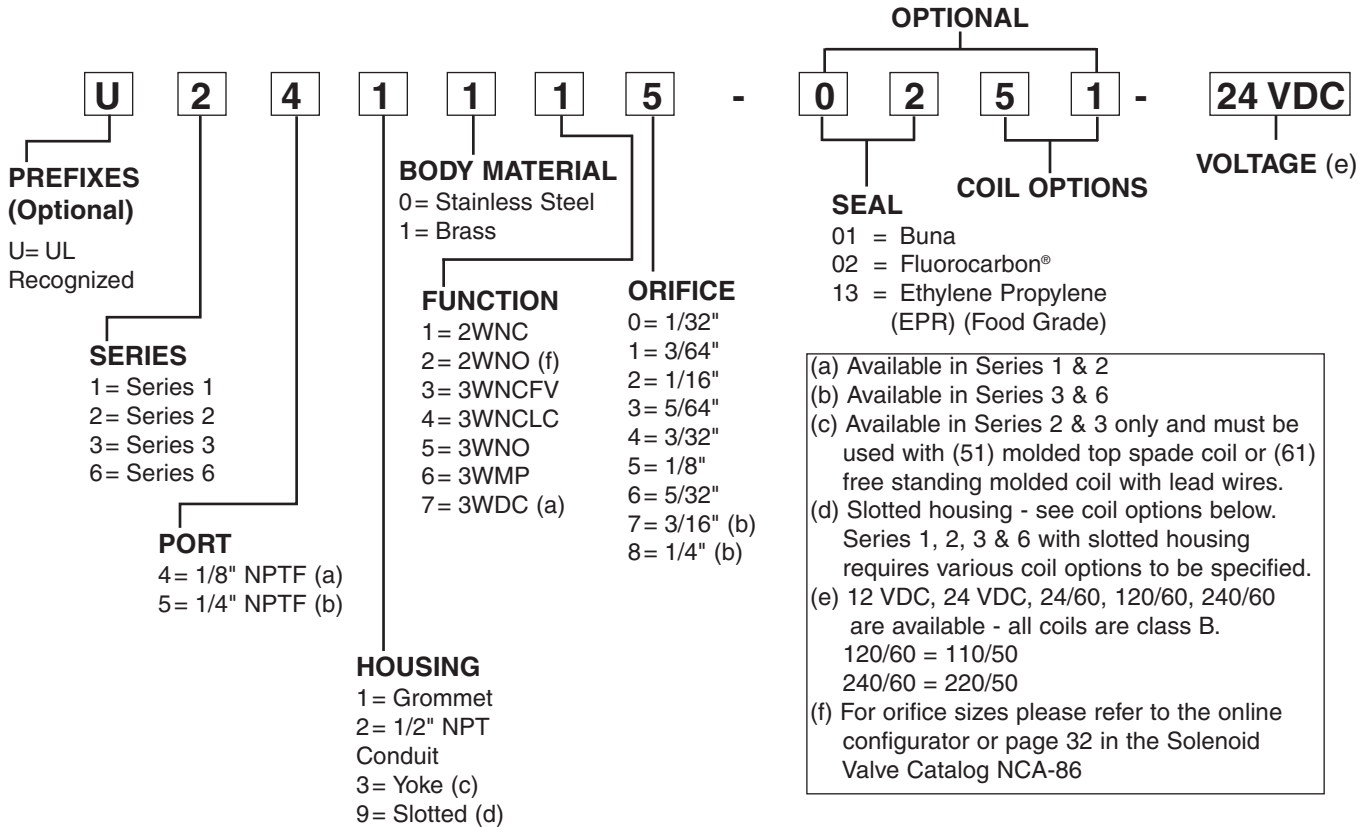 OPTIONAL
U 2 4 1 1 1 5 - 0 2 5 1 - 24 VDC
PREFIXES
(Optional)
U= UL
Recognized
SERIES
1= Series 1
2= Series 2
3= Series 3
6= Series 6
PORT
4= 1/8" NPTF (a)
5= 1/4" NPTF (b)
HOUSING
1= Grommet
2= 1/2" NPT
Conduit
3= Yoke (c)
9= Slotted (d)
BODY MATERIAL
0= Stainless Steel
1= Brass
FUNCTION
1= 2WNC
2= 2WNO (f)
3= 3WNCFV
4= 3WNCLC
5= 3WNO
6= 3WMP
7= 3WDC (a)
ORIFICE
0= 1/32"
1= 3/64"
2= 1/16"
3= 5/64"
4= 3/32"
5= 1/8"
6= 5/32"
7= 3/16" (b)
8= 1/4" (b)
SEAL
01 = Buna
02 = Fluorocarbon®
13 = Ethylene Propylene
(EPR) (Food Grade)
COIL OPTIONS
VOLTAGE (e)
(a) Available in Series 1 & 2
(b) Available in Series 3 & 6
(c) Available in Series 2 & 3 only and must be
used with (51) molded top spade coil or (61)
free standing molded coil with lead wires.
(d) Slotted housing - see coil options below.
Series 1, 2, 3 & 6 with slotted housing
requires various coil options to be specified.
(e) 12 VDC, 24 VDC, 24/60, 120/60, 240/60
are available - all coils are class B.
120/60 = 110/50
240/60 = 220/50
(f) For orifice sizes please refer to the online
configurator or page 32 in the Solenoid
Valve Catalog NCA-86